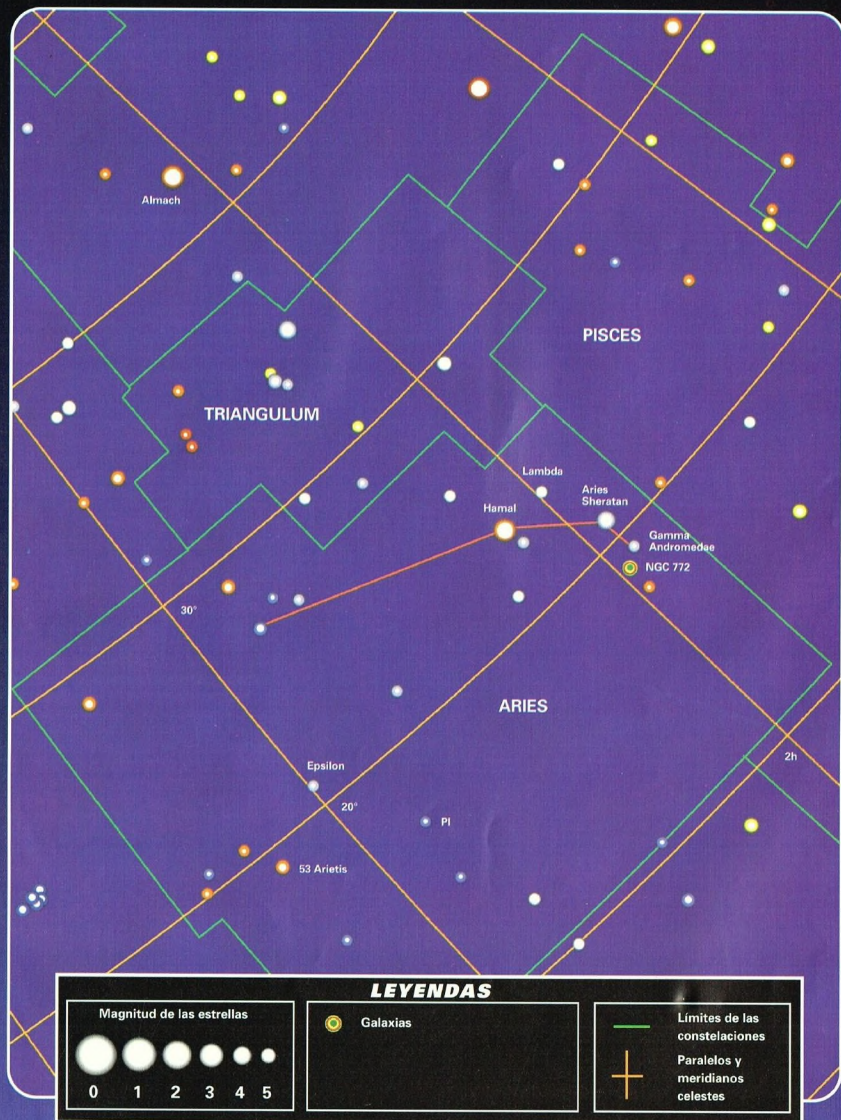 Almach
PISCES
TRIANGULUM
Lambda
Hamal
Aries
Sheratan
Gamma
Andromedae
NGC 772
30°
ARIES
2h
Epsilon
20°
PI
53 Arietis
LEYENDAS
Magnitud de las estrellas
0 1 2 3 4 5
Galaxias
Límites de las
constelaciones
Paralelos y
meridianos
celestes